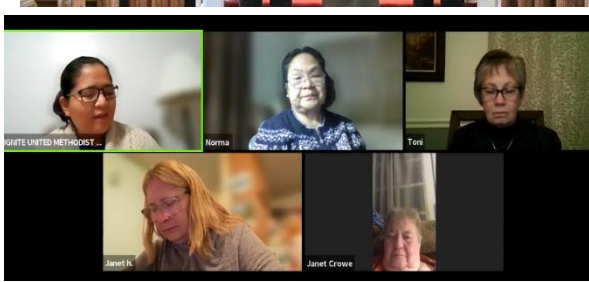 IGNITE UNITED METHODIST ...
Norma
Toni
Janet h.
Janet Crowe